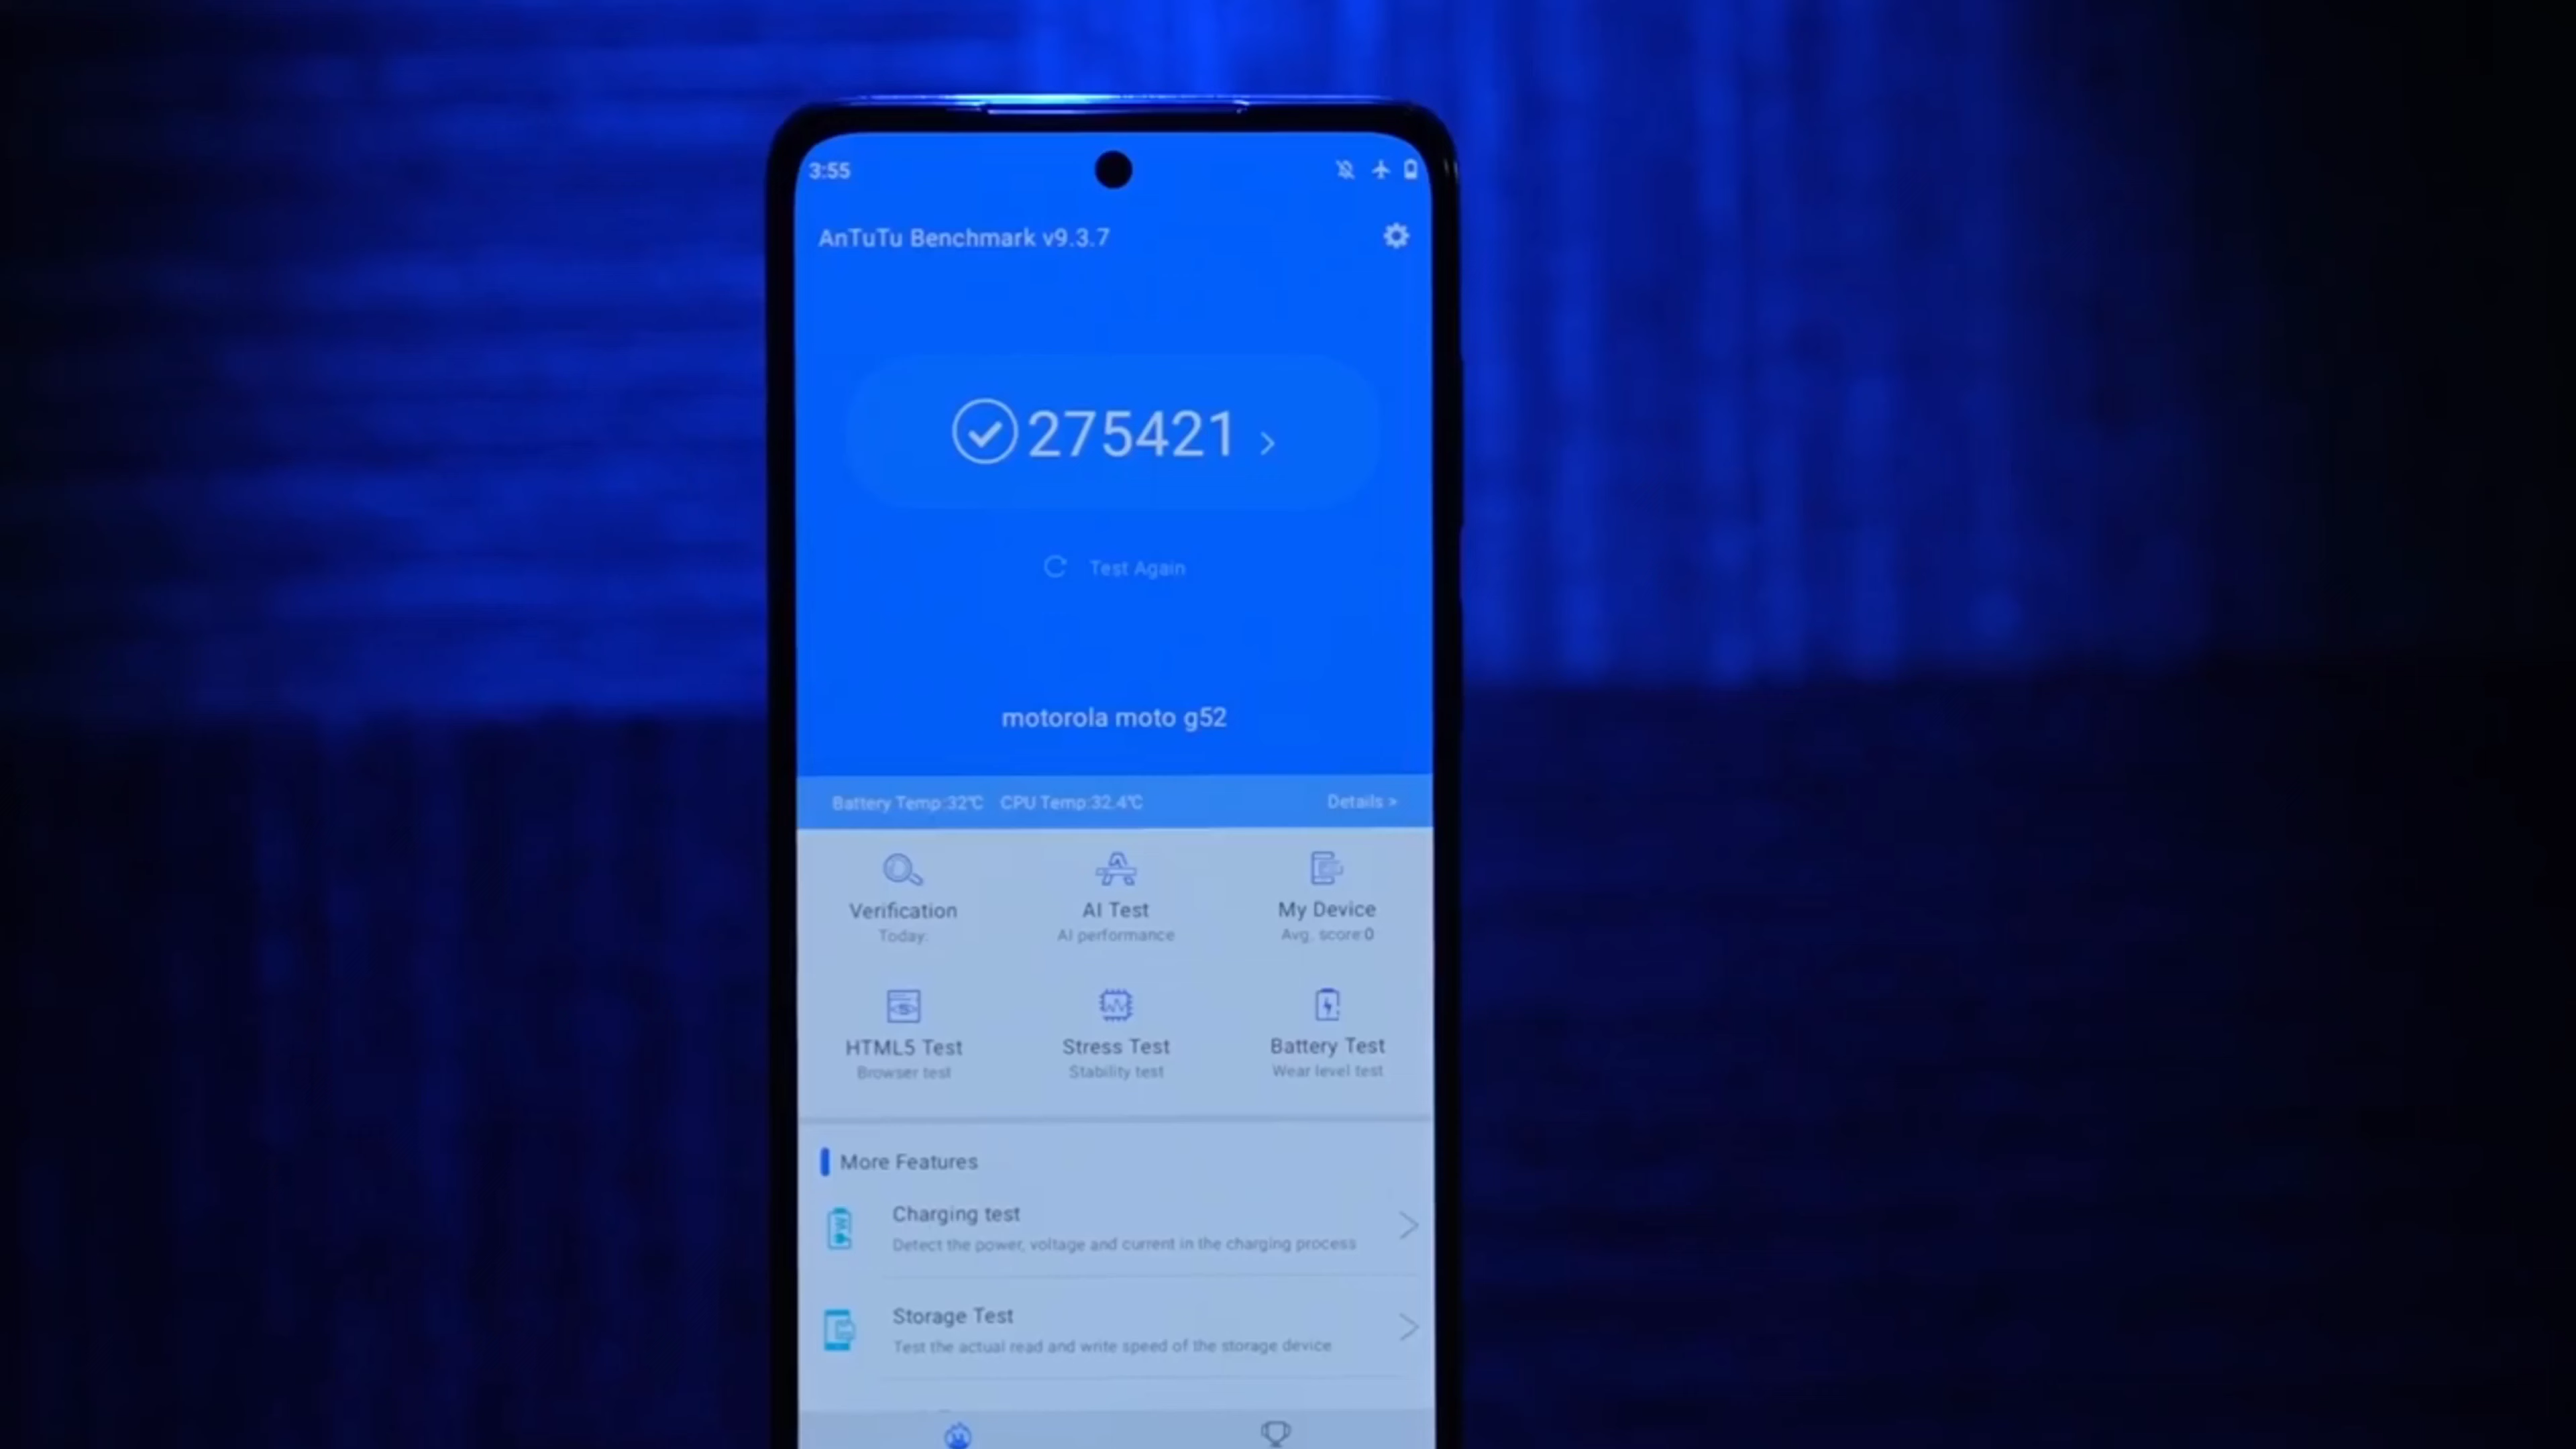 3:55
AnTuTu Benchmark v9.3.7
275421
Test Again
motorola moto g52
Battery Temp:32℃ CPU Temp:32.4℃ Details >
Verification AI Test My Device
Today: AI performance Avg. score:0
HTML5 Test Stress Test Battery Test
Browser test Stability test Wear level test
More Features
Charging test
Detect the power, voltage and current in the charging process
Storage Test
Test the actual read and write speed of the storage device